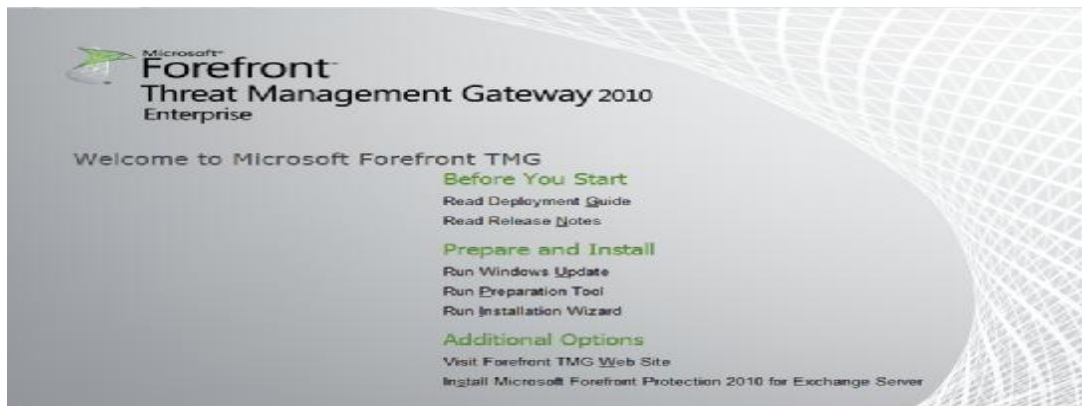 Microsoft™
Forefront™
Threat Management Gateway 2010
Enterprise
Welcome to Microsoft Forefront TMG
Before You Start
Read Deployment Guide
Read Release Notes
Prepare and Install
Run Windows Update
Run Preparation Tool
Run Installation Wizard
Additional Options
Visit Forefront TMG Web Site
Install Microsoft Forefront Protection 2010 for Exchange Server